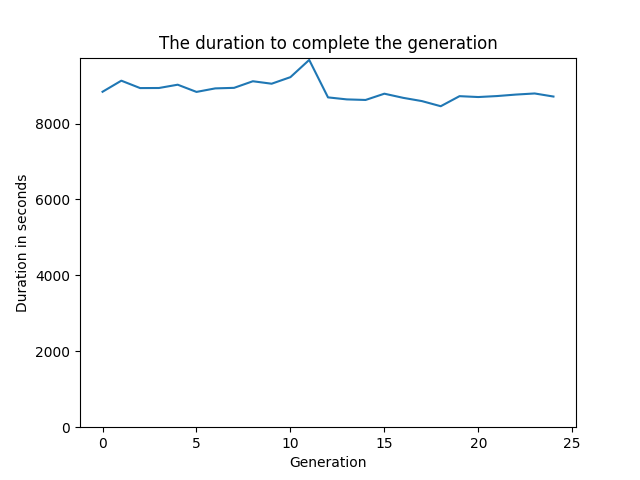 The duration to complete the generation
8000
6000
4000
2000
0
Duration in seconds
0 5 10 15 20 25
Generation